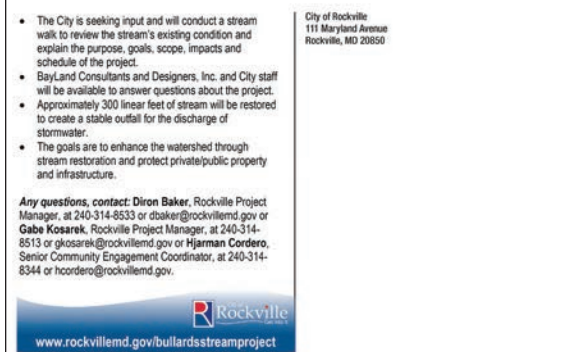 • The City is seeking input and will conduct a stream
walk to review the stream's existing condition and
explain the purpose, goals, scope, impacts and
schedule of the project.
• BayLand Consultants and Designers, Inc. and City staff
will be available to answer questions about the project.
• Approximately 300 linear feet of stream will be restored
to create a stable outfall for the discharge of
stormwater.
• The goals are to enhance the watershed through
stream restoration and protect private/public property
and infrastructure.
Any questions, contact: Diron Baker, Rockville Project
Manager, at 240-314-8533 or dbaker@rockvillemd.gov or
Gabe Kosarek, Rockville Project Manager, at 240-314-
8513 or gkosarek@rockvillemd.gov or Hjarman Cordero,
Senior Community Engagement Coordinator, at 240-314-
8344 or hcordero@rockvillemd.gov.
Rockville
www.rockvillemd.gov/bullardsstreamproject
City of Rockville
111 Maryland Avenue
Rockville, MD 20850